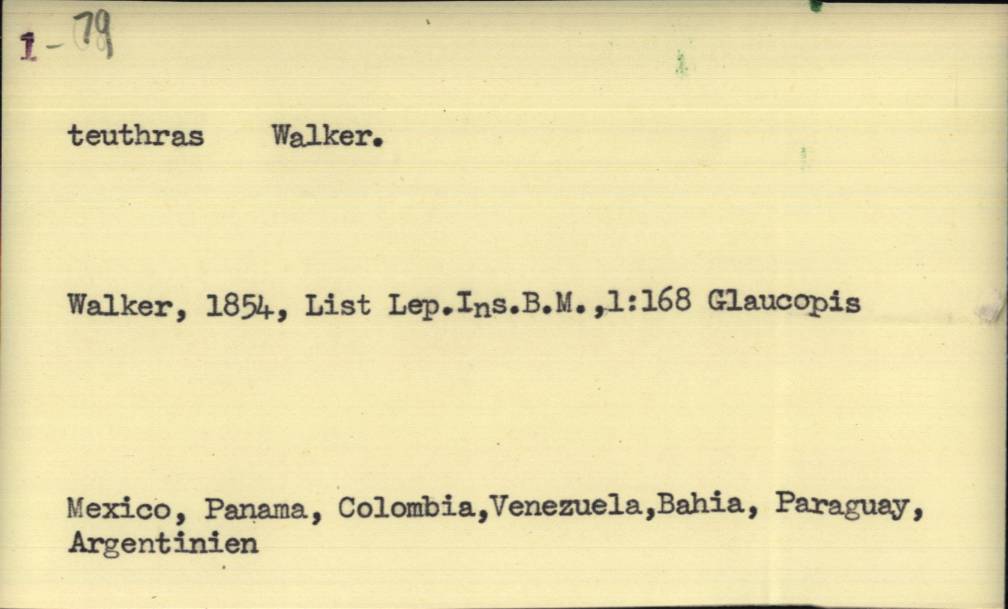 1- 79
teuthras Walker.
Walker, 1854, List Lep.Ins.B.M.,1:168 Glaucopis
Mexico, Panama, Colombia,Venezuela,Bahia, Paraguay,
Argentinien